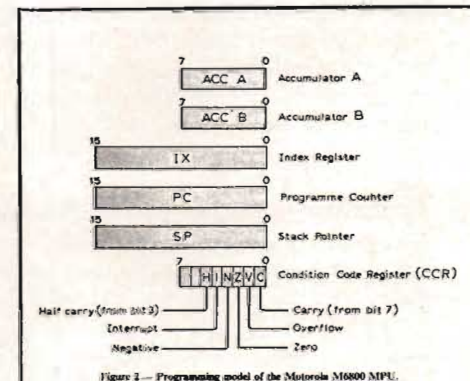 7 0
ACC A Accumulator A
7 0
ACC B Accumulator B
15 0
IX Index Register
15 0
PC Programme Counter
15 0
SP Stack Pointer
7 0
H I N Z V C Condition Code Register (CCR)
Half carry (from bit 3) Carry (from bit 7)
Interrupt Overflow
Negative Zero
Figure 2 — Programming model of the Motorola M6800 MPU.